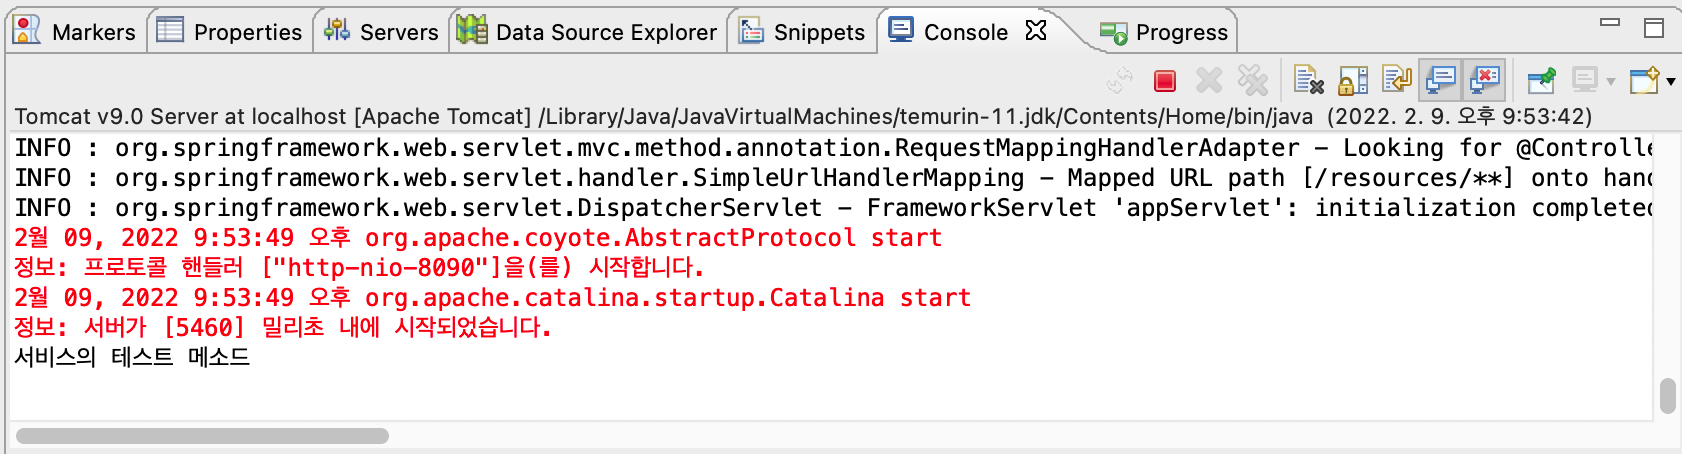 Markers Properties Servers Data Source Explorer Snippets Console Progress
Tomcat v9.0 Server at localhost [Apache Tomcat] /Library/Java/JavaVirtualMachines/temurin-11.jdk/Contents/Home/bin/java (2022. 2. 9. 오후 9:53:42)
INFO : org.springframework.web.servlet.mvc.method.annotation.RequestMappingHandlerAdapter - Looking for @Controlle
INFO : org.springframework.web.servlet.handler.SimpleUrlHandlerMapping - Mapped URL path [/resources/**] onto hand
INFO : org.springframework.web.servlet.DispatcherServlet - FrameworkServlet 'appServlet': initialization completed
2월 09, 2022 9:53:49 오후 org.apache.coyote.AbstractProtocol start
정보: 프로토콜 핸들러 ["http-nio-8090"]을(를) 시작합니다.
2월 09, 2022 9:53:49 오후 org.apache.catalina.startup.Catalina start
정보: 서버가 [5460] 밀리초 내에 시작되었습니다.
서비스의 테스트 메소드